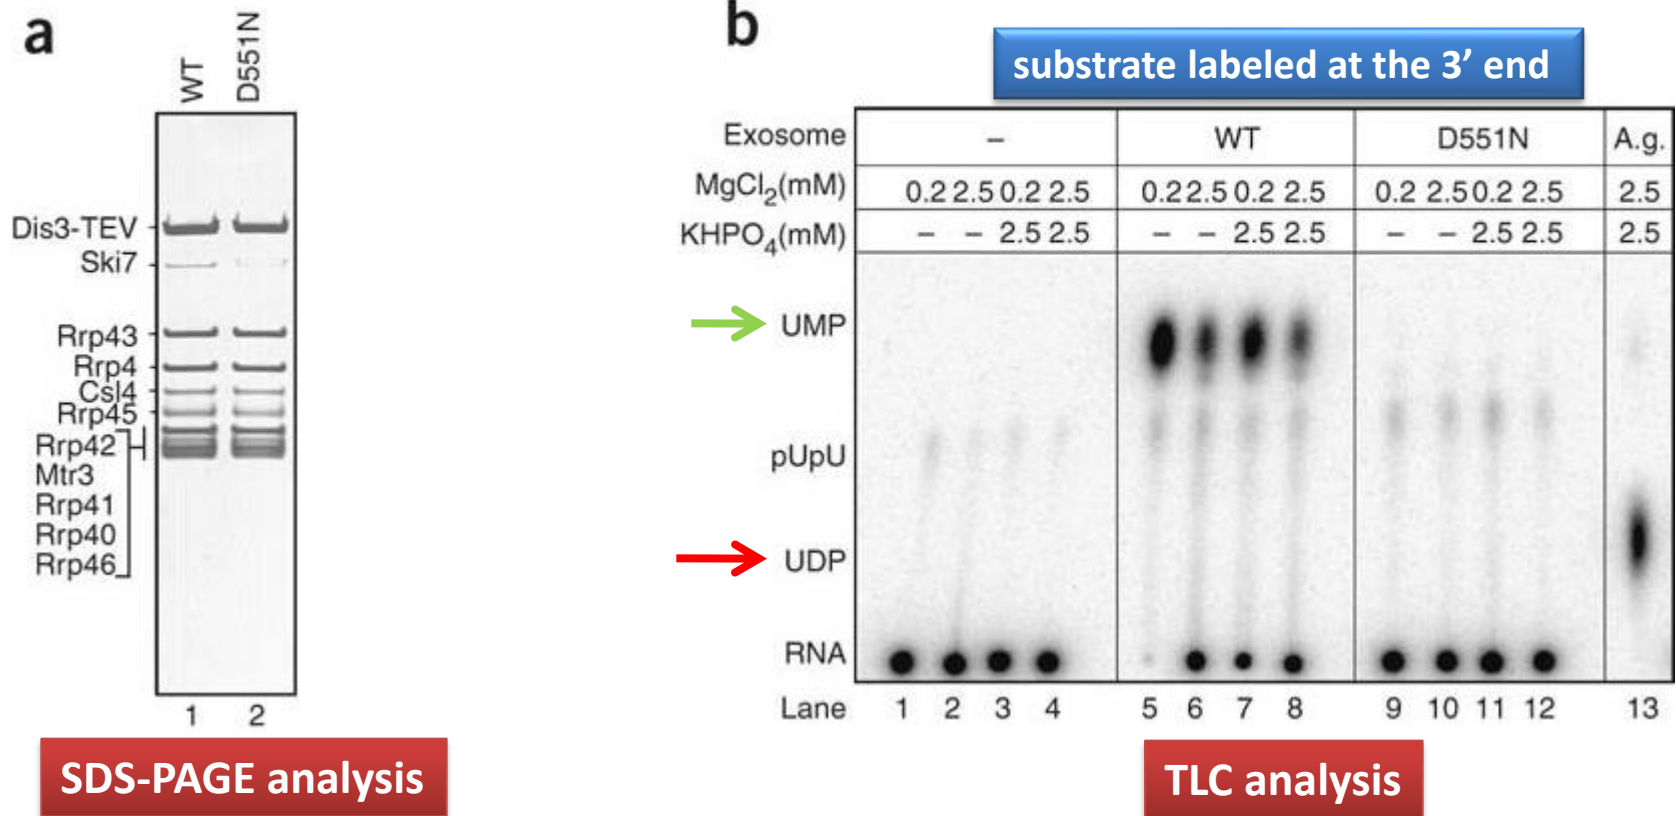 a
WT
D551N
Dis3-TEV
Ski7
Rrp43
Rrp4
Csl4
Rrp45
Rrp42
Mtr3
Rrp41
Rrp40
Rrp46
1 2
SDS-PAGE analysis
b
substrate labeled at the 3’ end
Exosome – WT D551N A.g.
MgCl₂(mM) 0.2 2.5 0.2 2.5 0.2 2.5 0.2 2.5 0.2 2.5 0.2 2.5 2.5
KHPO₄(mM) – – 2.5 2.5 – – 2.5 2.5 – – 2.5 2.5 2.5
UMP
pUpU
UDP
RNA
Lane 1 2 3 4 5 6 7 8 9 10 11 12 13
TLC analysis